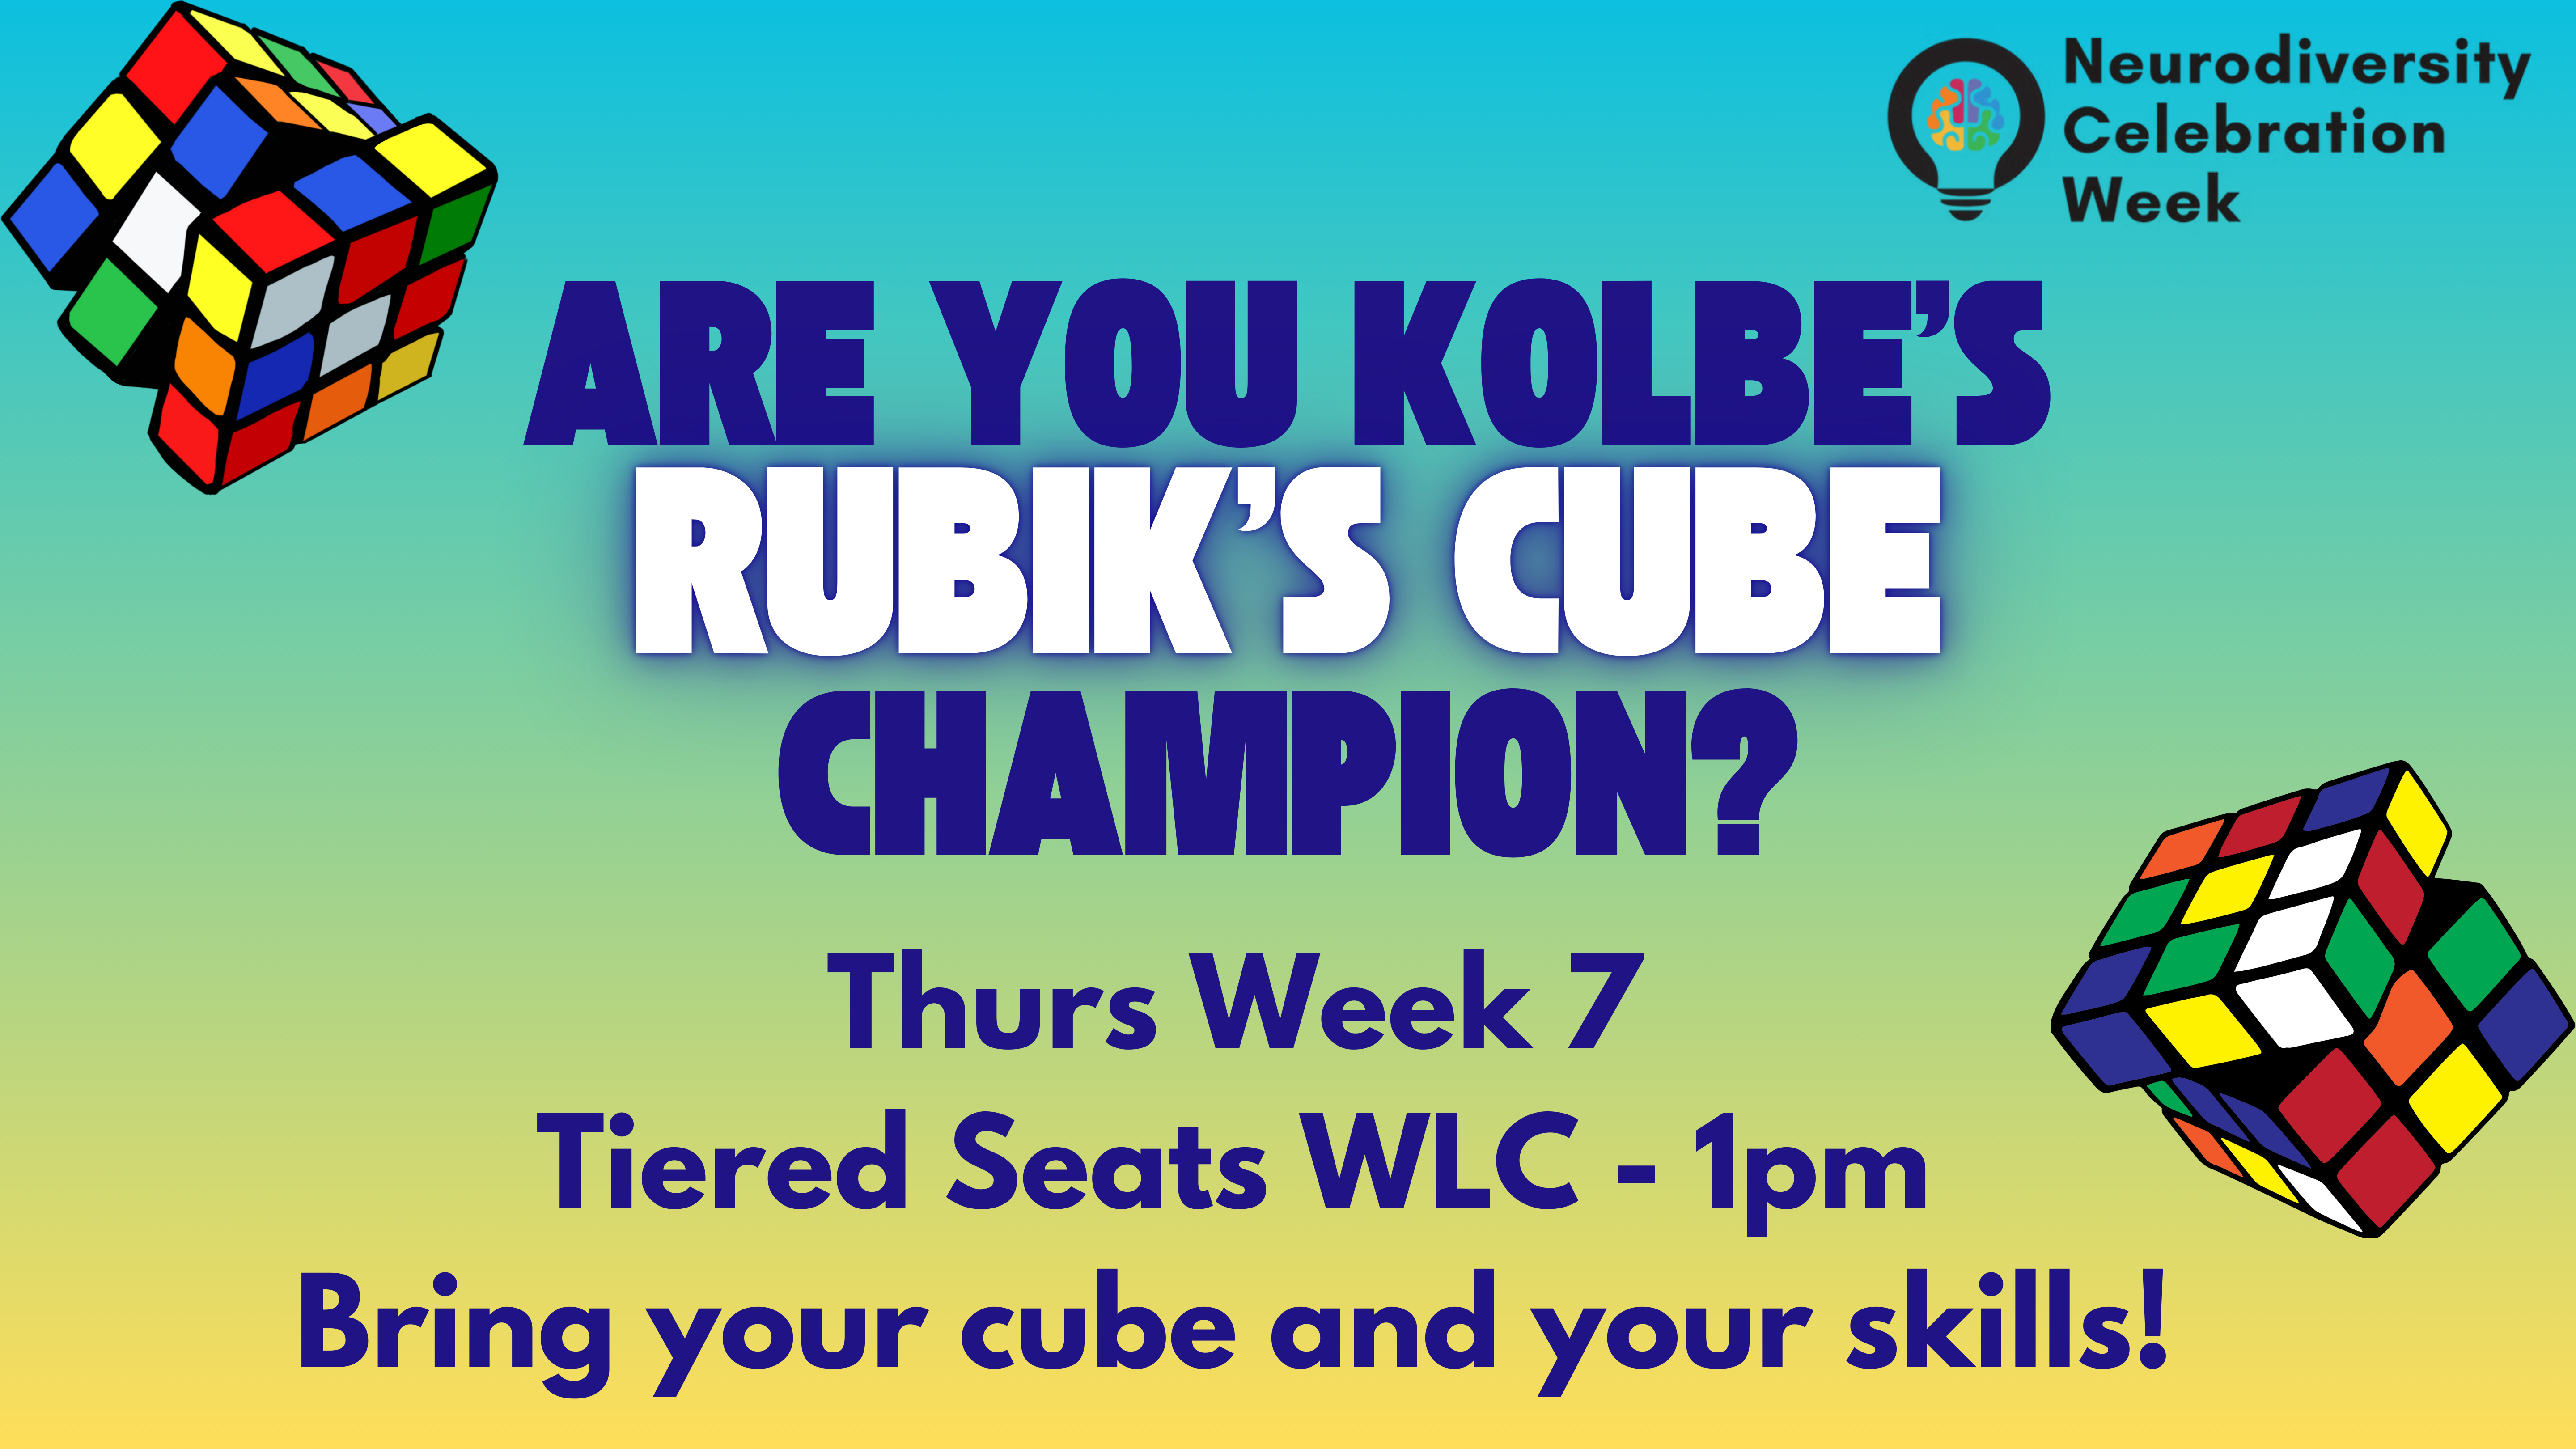 Neurodiversity
Celebration
Week
ARE YOU KOLBE’S
RUBIK’S CUBE
CHAMPION?
Thurs Week 7
Tiered Seats WLC - 1pm
Bring your cube and your skills!